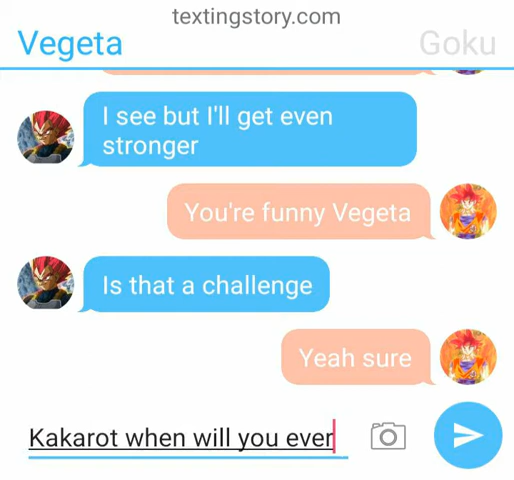 textingstory.com
Vegeta
Goku
I see but I'll get even
stronger
You're funny Vegeta
Is that a challenge
Yeah sure
Kakarot when will you ever